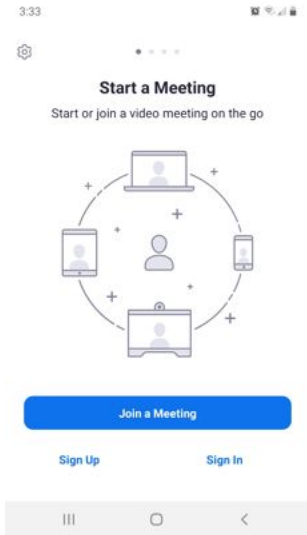 3:33
Start a Meeting
Start or join a video meeting on the go
Join a Meeting
Sign Up
Sign In